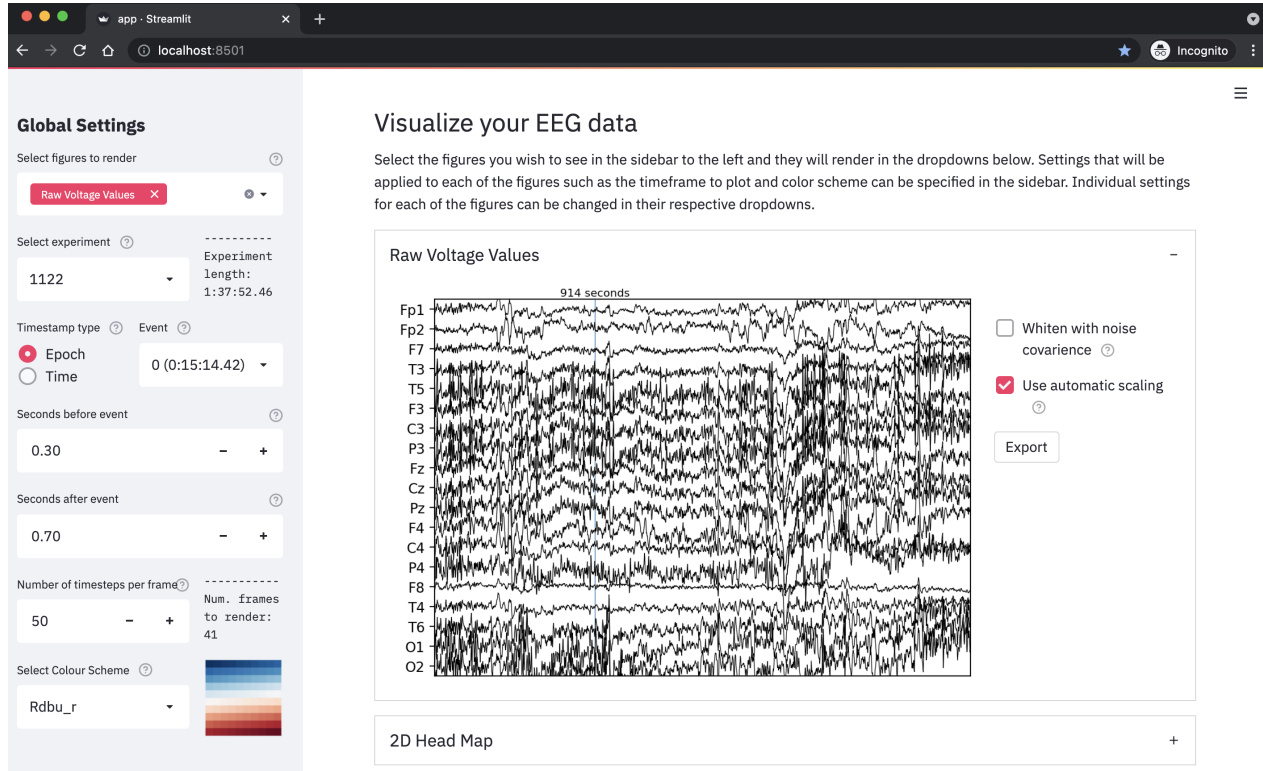 app · Streamlit
localhost:8501
Incognito
Global Settings
Select figures to render
Raw Voltage Values
Select experiment
1122
----------
Experiment
length:
1:37:52.46
Timestamp type
Event
Epoch
Time
0 (0:15:14.42)
Seconds before event
0.30
Seconds after event
0.70
Number of timesteps per frame
50
-----------
Num. frames
to render:
41
Select Colour Scheme
Rdbu_r
Visualize your EEG data
Select the figures you wish to see in the sidebar to the left and they will render in the dropdowns below. Settings that will be
applied to each of the figures such as the timeframe to plot and color scheme can be specified in the sidebar. Individual settings
for each of the figures can be changed in their respective dropdowns.
Raw Voltage Values
914 seconds
Fp1
Fp2
F7
T3
T5
F3
C3
P3
Fz
Cz
Pz
F4
C4
P4
F8
T4
T6
O1
O2
Whiten with noise
covarience
Use automatic scaling
Export
2D Head Map